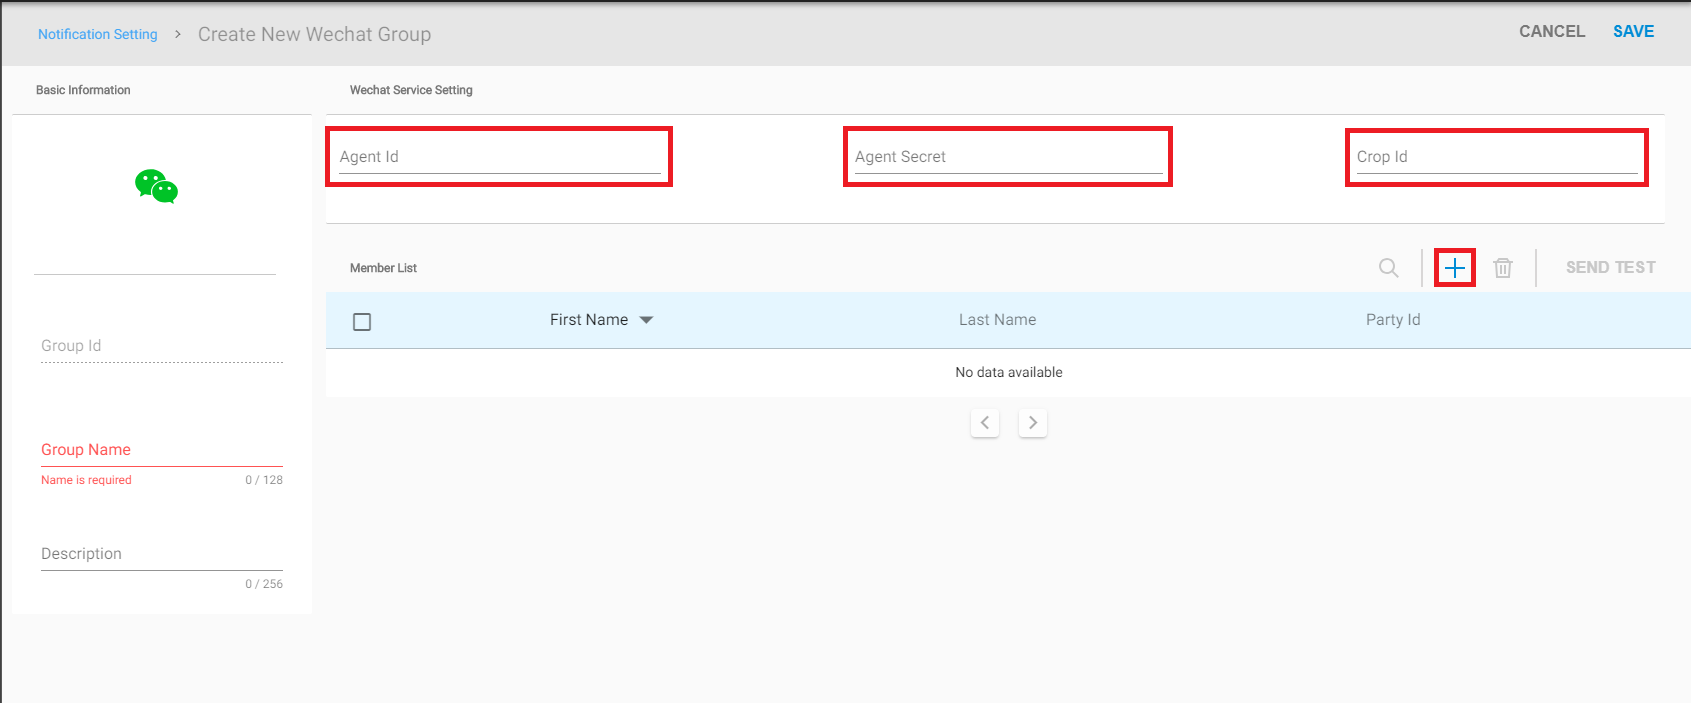 Notification Setting > Create New Wechat Group
CANCEL SAVE
Basic Information
Wechat Service Setting
Agent Id
Agent Secret
Crop Id
Group Id
Group Name
Name is required 0 / 128
Description
0 / 256
Member List
SEND TEST
First Name Last Name Party Id
No data available